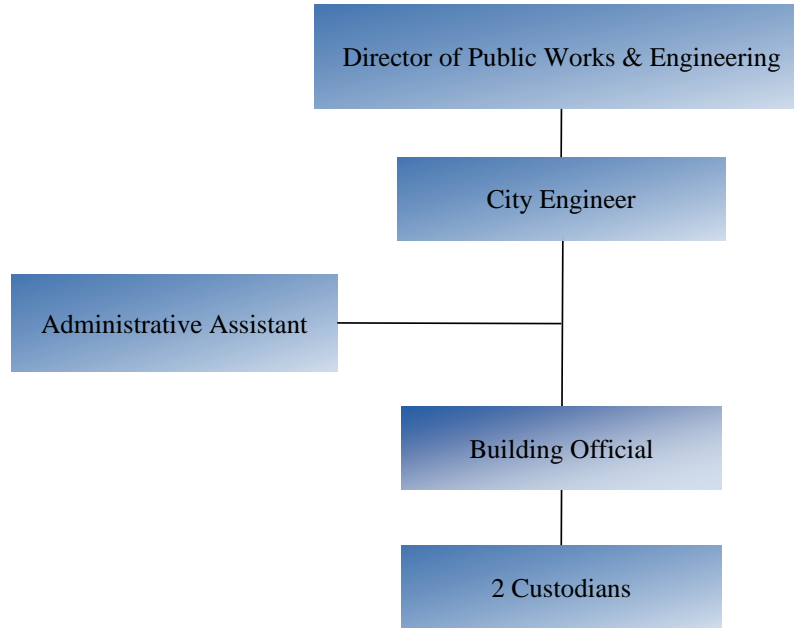 Director of Public Works & Engineering
City Engineer
Administrative Assistant
Building Official
2 Custodians